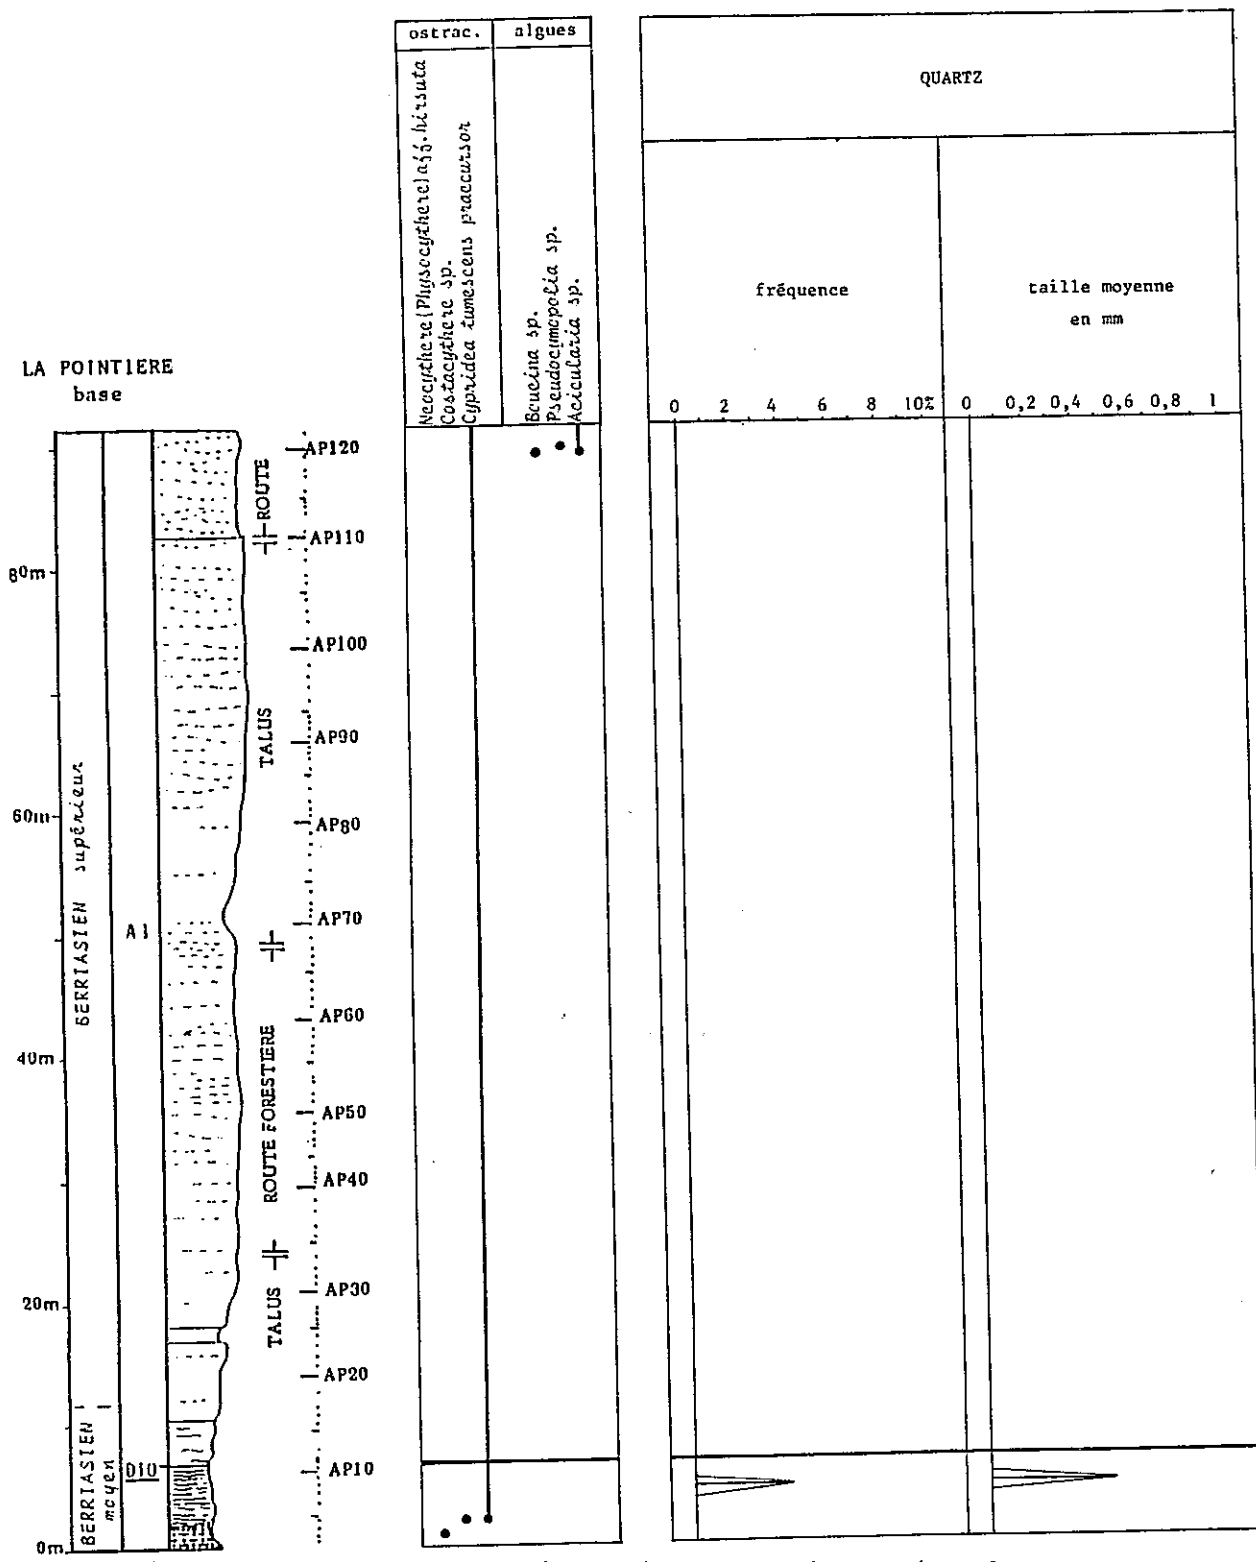 ostrac.
algues
QUARTZ
Neocythere (Physocythere) aff. hirsuta
Costacythere sp.
Cypridea tumescens praecursor
Boueina sp.
Pseudocymopolia sp.
Acicularia sp.
fréquence
taille moyenne
en mm
0 2 4 6 8 10%
0 0,2 0,4 0,6 0,8 1
LA POINTIERE
base
80m
60m
40m
20m
0m
BERRIASIEN supérieur
BERRIASIEN
moyen
A1
D10
ROUTE
TALUS
ROUTE FORESTIERE
TALUS
AP120
AP110
AP100
AP90
AP80
AP70
AP60
AP50
AP40
AP30
AP20
AP10